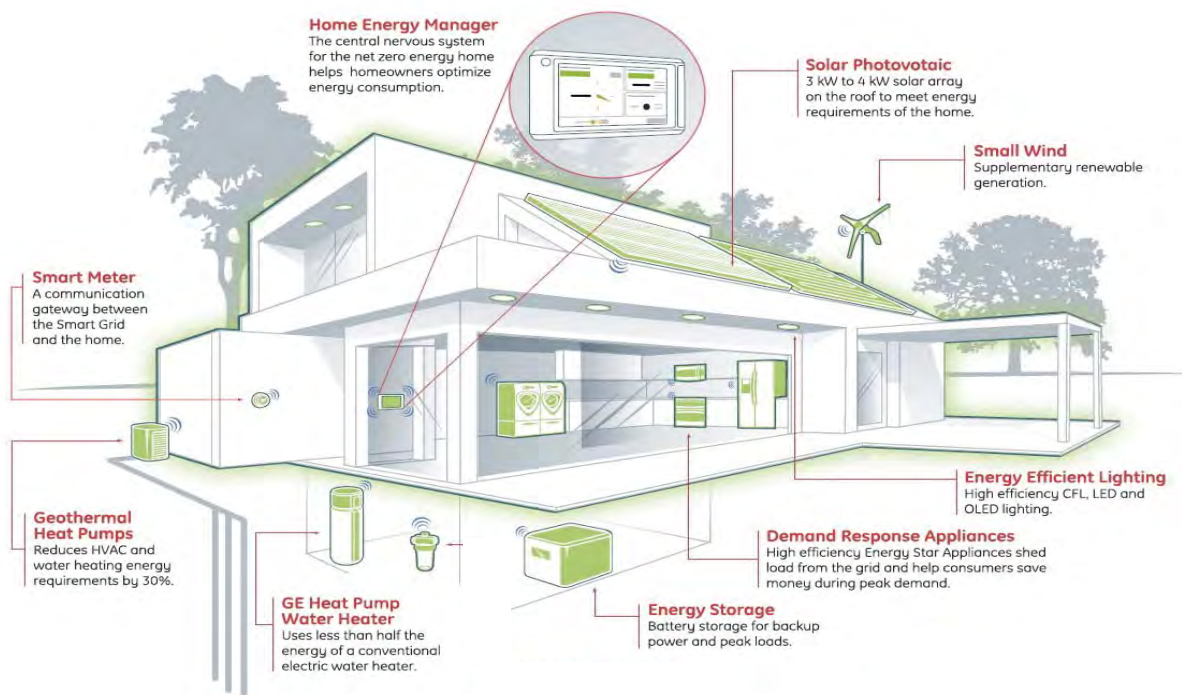 Home Energy Manager
The central nervous system
for the net zero energy home
helps homeowners optimize
energy consumption.
Solar Photovotaic
3 kW to 4 kW solar array
on the roof to meet energy
requirements of the home.
Small Wind
Supplementary renewable
generation.
Smart Meter
A communication
gateway between
the Smart Grid
and the home.
Geothermal
Heat Pumps
Reduces HVAC and
water heating energy
requirements by 30%.
GE Heat Pump
Water Heater
Uses less than half the
energy of a conventional
electric water heater.
Energy Storage
Battery storage for backup
power and peak loads.
Demand Response Appliances
High efficiency Energy Star Appliances shed
load from the grid and help consumers save
money during peak demand.
Energy Efficient Lighting
High efficiency CFL, LED and
OLED lighting.